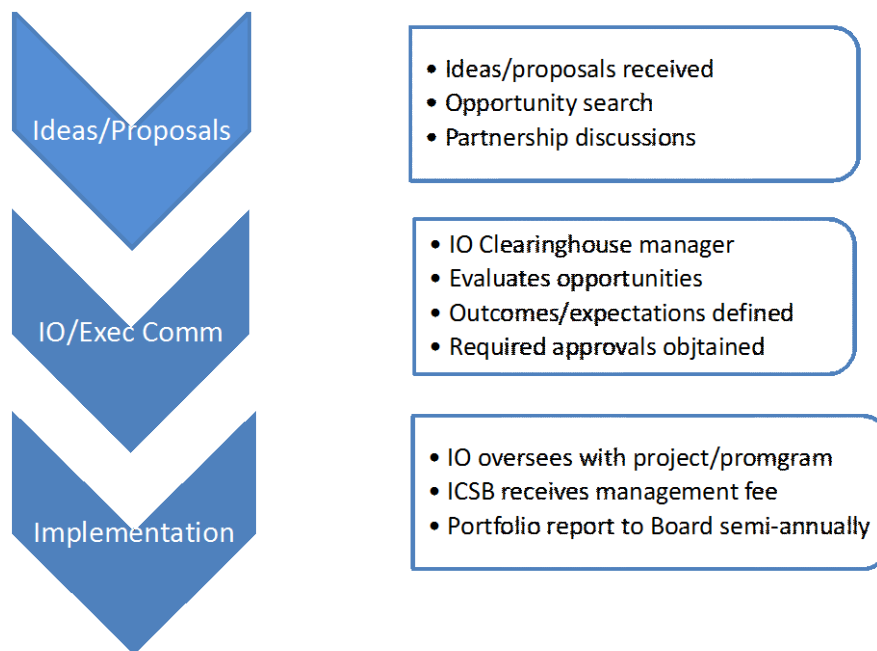 Ideas/Proposals
• Ideas/proposals received
• Opportunity search
• Partnership discussions
IO/Exec Comm
• IO Clearinghouse manager
• Evaluates opportunities
• Outcomes/expectations defined
• Required approvals objtained
Implementation
• IO oversees with project/promgram
• ICSB receives management fee
• Portfolio report to Board semi-annually